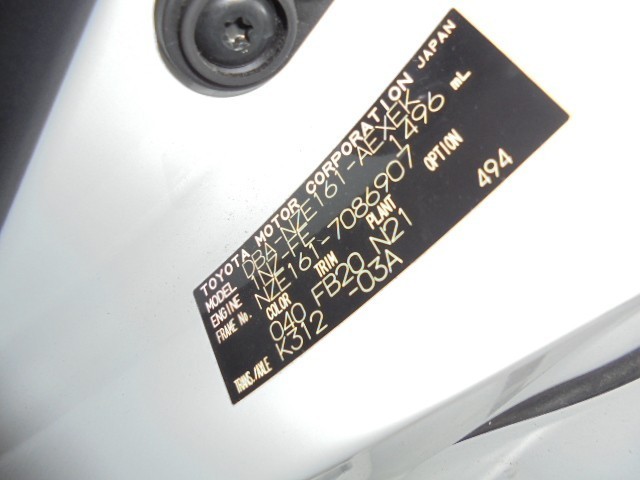 TOYOTA MOTOR CORPORATION JAPAN
MODEL DBA-NZE161-AEXEK
ENGINE 1NZ-FE 1496 mL
FRAME No. NZE161-7086907
COLOR TRIM PLANT OPTION
040 FB20 N21 494
TRANS./AXLE K312 -03A